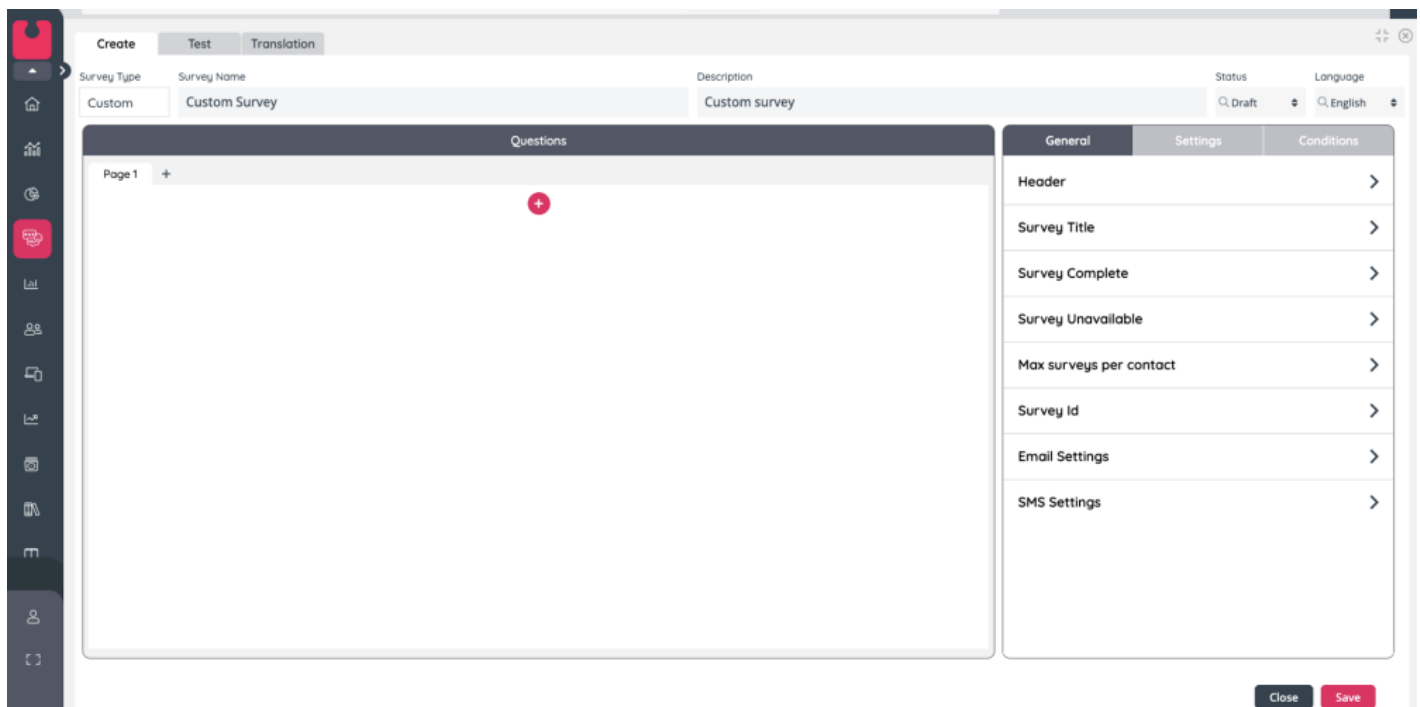 Create Test Translation
Survey Type Survey Name Description Status Language
Custom Custom Survey Custom survey Draft English
Questions
General Settings Conditions
Page 1 +
Header
Survey Title
Survey Complete
Survey Unavailable
Max surveys per contact
Survey Id
Email Settings
SMS Settings
Close Save